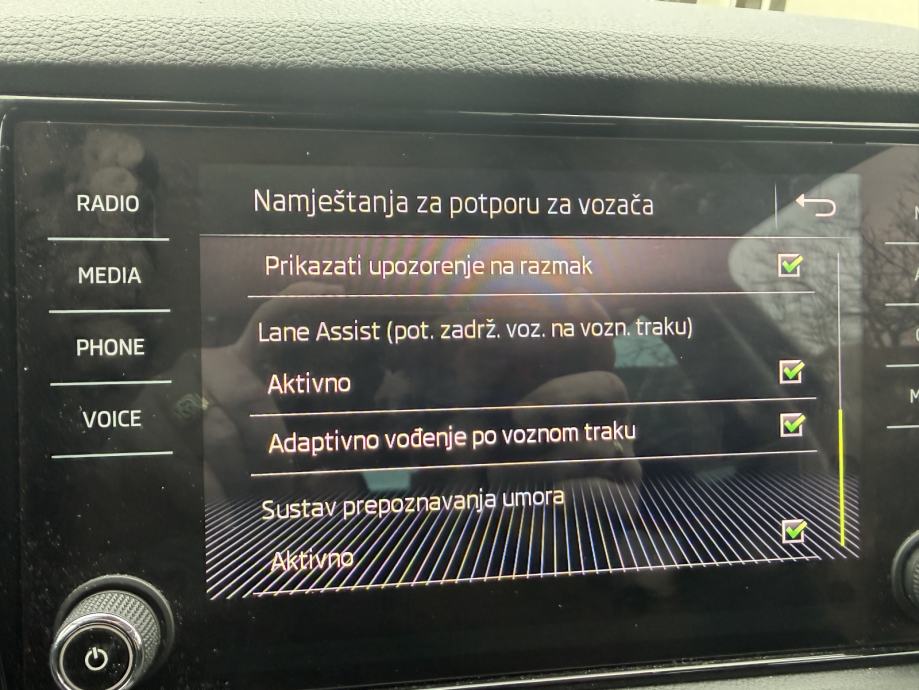 RADIO
MEDIA
PHONE
VOICE
Namještanja za potporu za vozača
Prikazati upozorenje na razmak
Lane Assist (pot. zadrž. voz. na vozn. traku)
Aktivno
Adaptivno vođenje po voznom traku
Sustav prepoznavanja umora
Aktivno